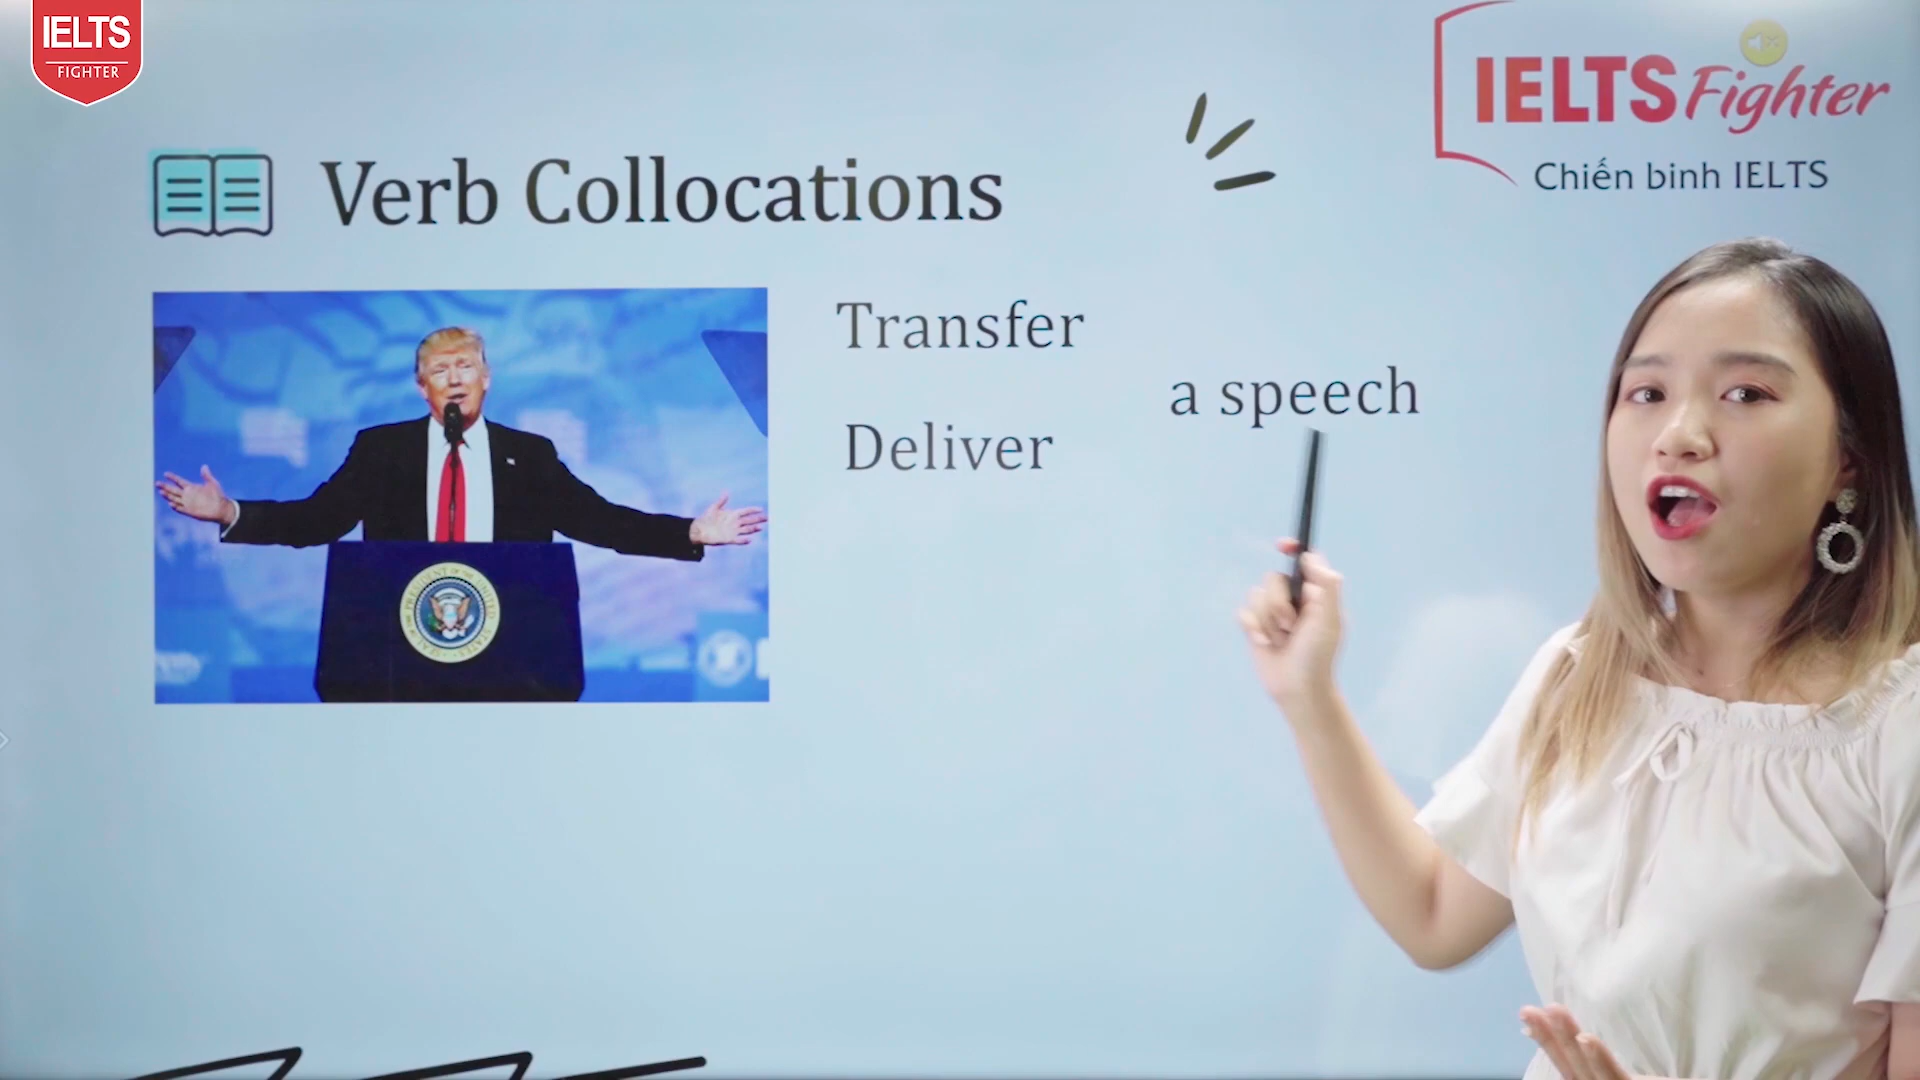 IELTS
FIGHTER
IELTS Fighter
Chiến binh IELTS
Verb Collocations
Transfer
a speech
Deliver